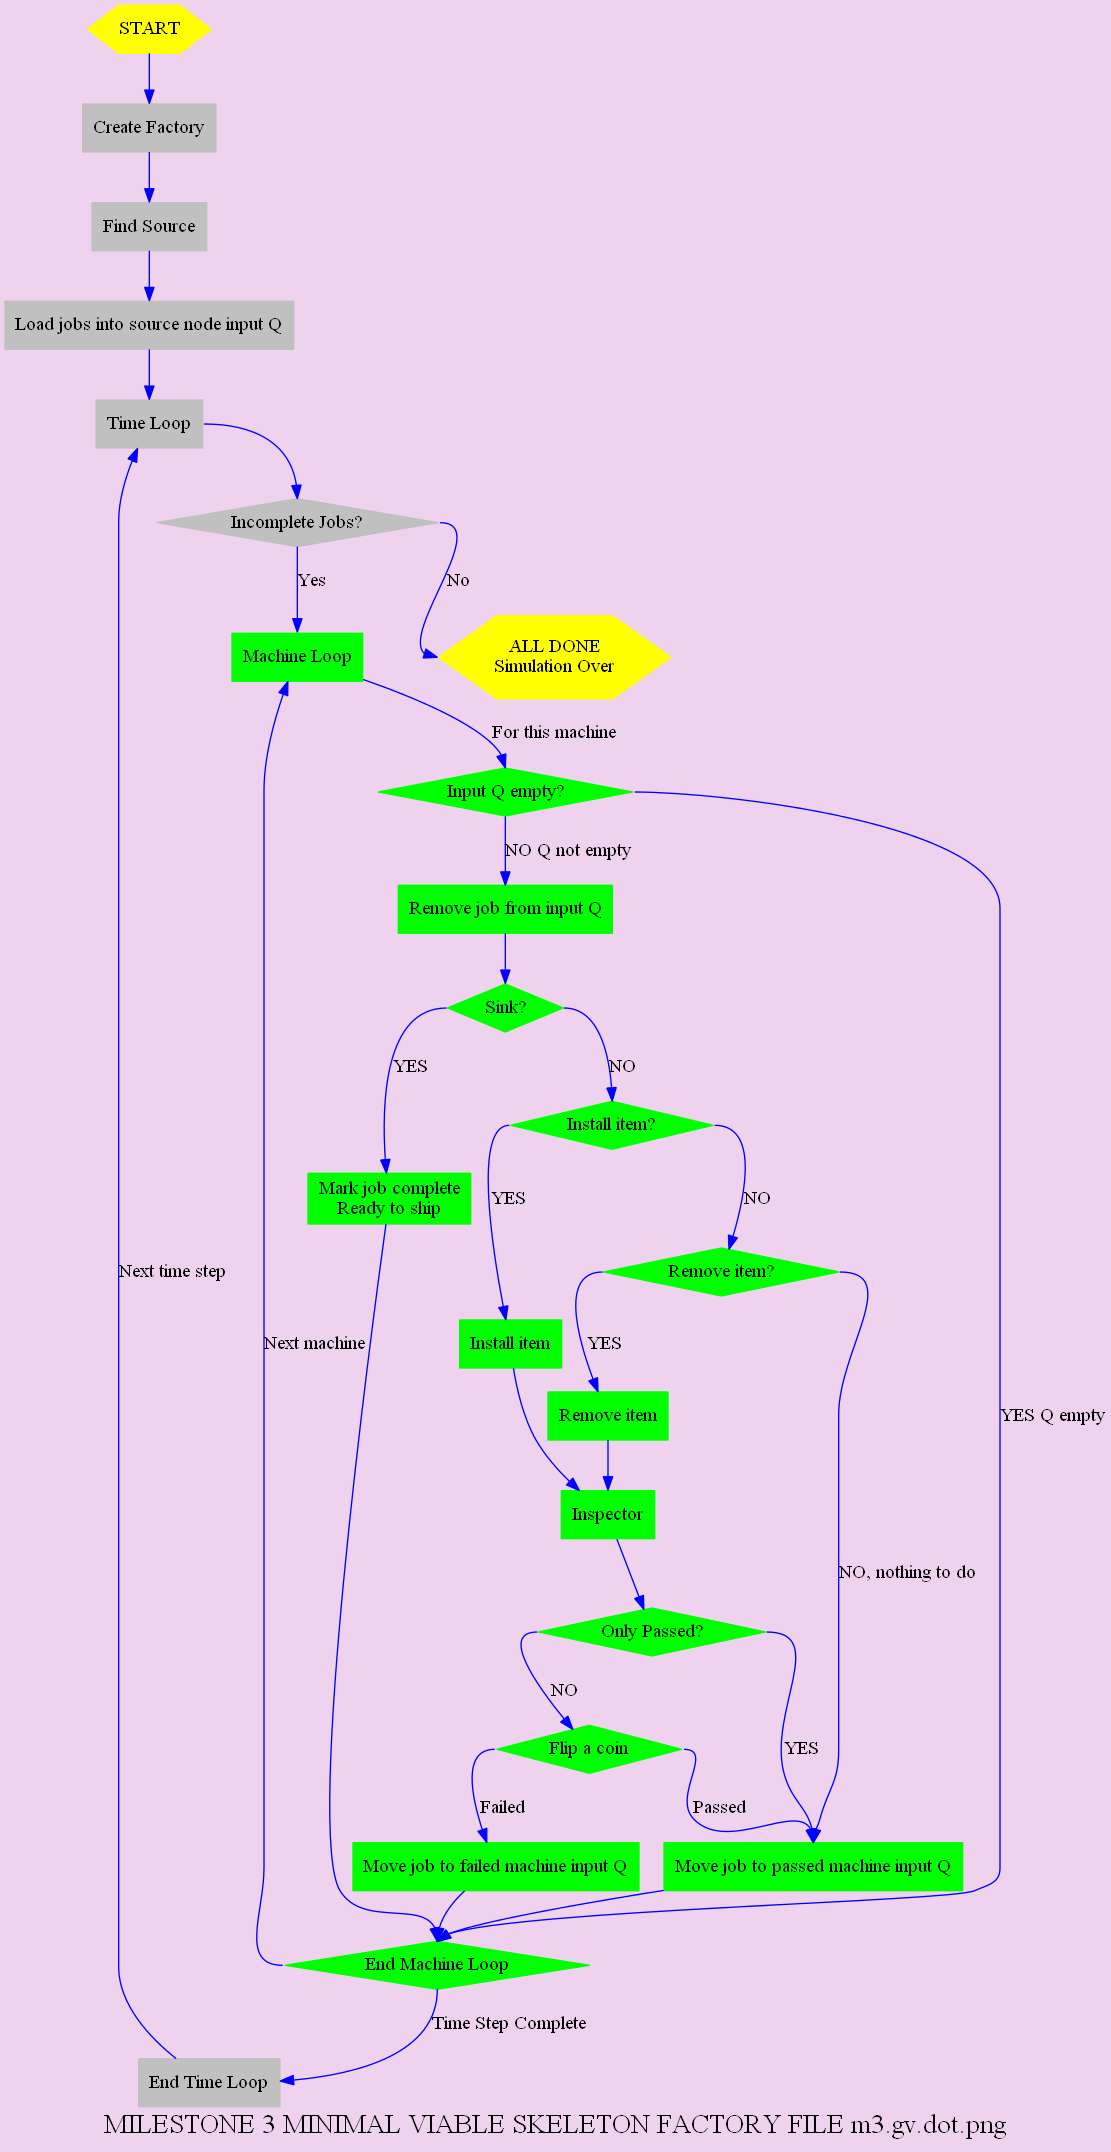 START
Create Factory
Find Source
Load jobs into source node input Q
Time Loop
Incomplete Jobs?
Yes
No
Machine Loop
ALL DONE
Simulation Over
For this machine
Input Q empty?
NO Q not empty
Remove job from input Q
Sink?
YES
NO
Install item?
Mark job complete
Ready to ship
YES
NO
Next time step
Remove item?
Next machine
Install item
YES
Remove item
YES Q empty
Inspector
NO, nothing to do
Only Passed?
NO
Flip a coin
YES
Failed
Passed
Move job to failed machine input Q
Move job to passed machine input Q
End Machine Loop
Time Step Complete
End Time Loop
MILESTONE 3 MINIMAL VIABLE SKELETON FACTORY FILE m3.gv.dot.png